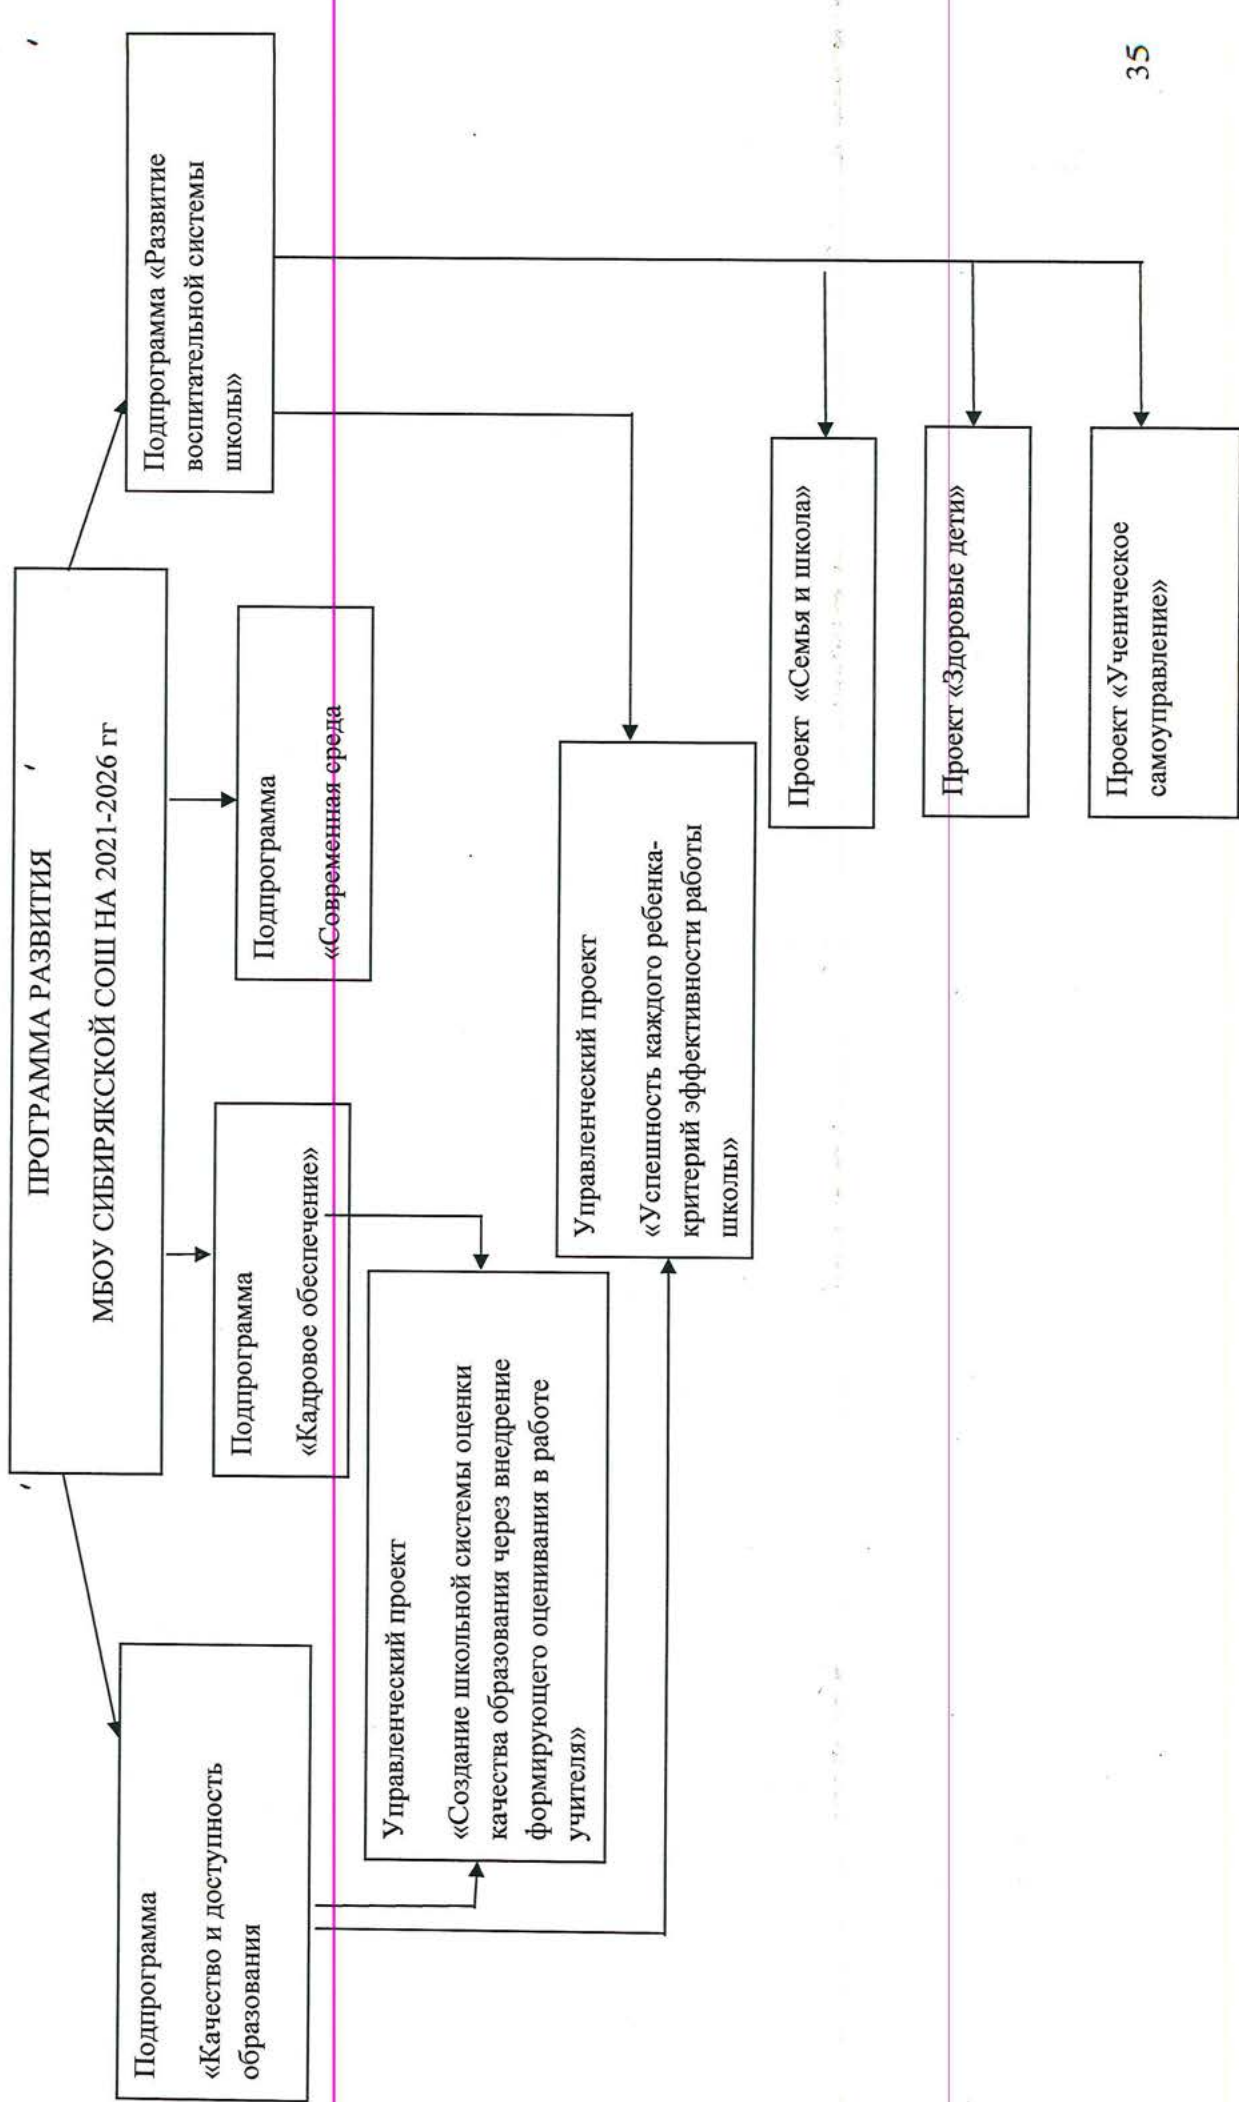 ПРОГРАММА РАЗВИТИЯ
МБОУ СИБИРЯКСКОЙ СОШ НА 2021-2026 гг
Подпрограмма
«Качество и доступность
образования
Подпрограмма
«Кадровое обеспечение»
Подпрограмма
«Современная среда
Подпрограмма «Развитие
воспитательной системы
школы»
Управленческий проект
«Создание школьной системы оценки
качества образования через внедрение
формирующего оценивания в работе
учителя»
Управленческий проект
«Успешность каждого ребенка-
критерий эффективности работы
школы»
Проект «Семья и школа»
Проект «Здоровые дети»
Проект «Ученическое
самоуправление»
35